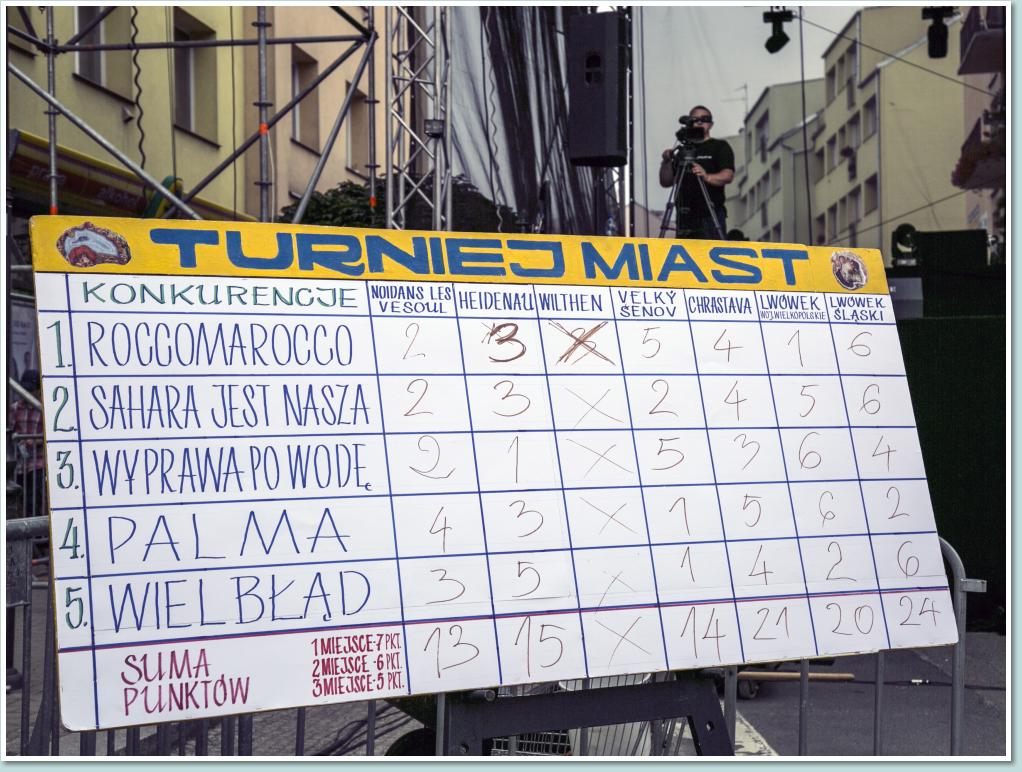 TURNIEJ MIAST
KONKURENCJE NOIDANS LES VESOUL HEIDENAU WILTHEN VELKÝ ŠENOV CHRASTAVA LWÓWEK WOJ.WIELKOPOLSKIE LWÓWEK ŚLĄSKI
1. ROCCOMAROCCO 2 3 5 4 1 6
2. SAHARA JEST NASZA 2 3 X 2 4 5 6
3. WYPRAWA PO WODĘ 2 1 X 5 3 6 4
4. PALMA 4 3 X 1 5 6 2
5. WIELBŁĄD 3 5 X 1 4 2 6
SUMA PUNKTÓW 13 15 X 14 21 20 24
1 MIEJSCE-7 PKT.
2 MIEJSCE-6 PKT.
3 MIEJSCE-5 PKT.